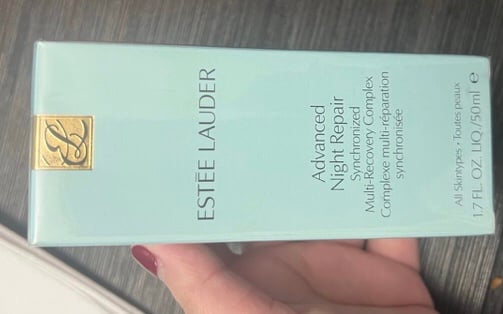 EL
ESTĒE LAUDER
Advanced
Night Repair
Synchronized
Multi-Recovery Complex
Complexe multi-réparation
synchronisée
All Skintypes • Toutes peaux
1.7 FL. OZ. LIQ./50ml ℮